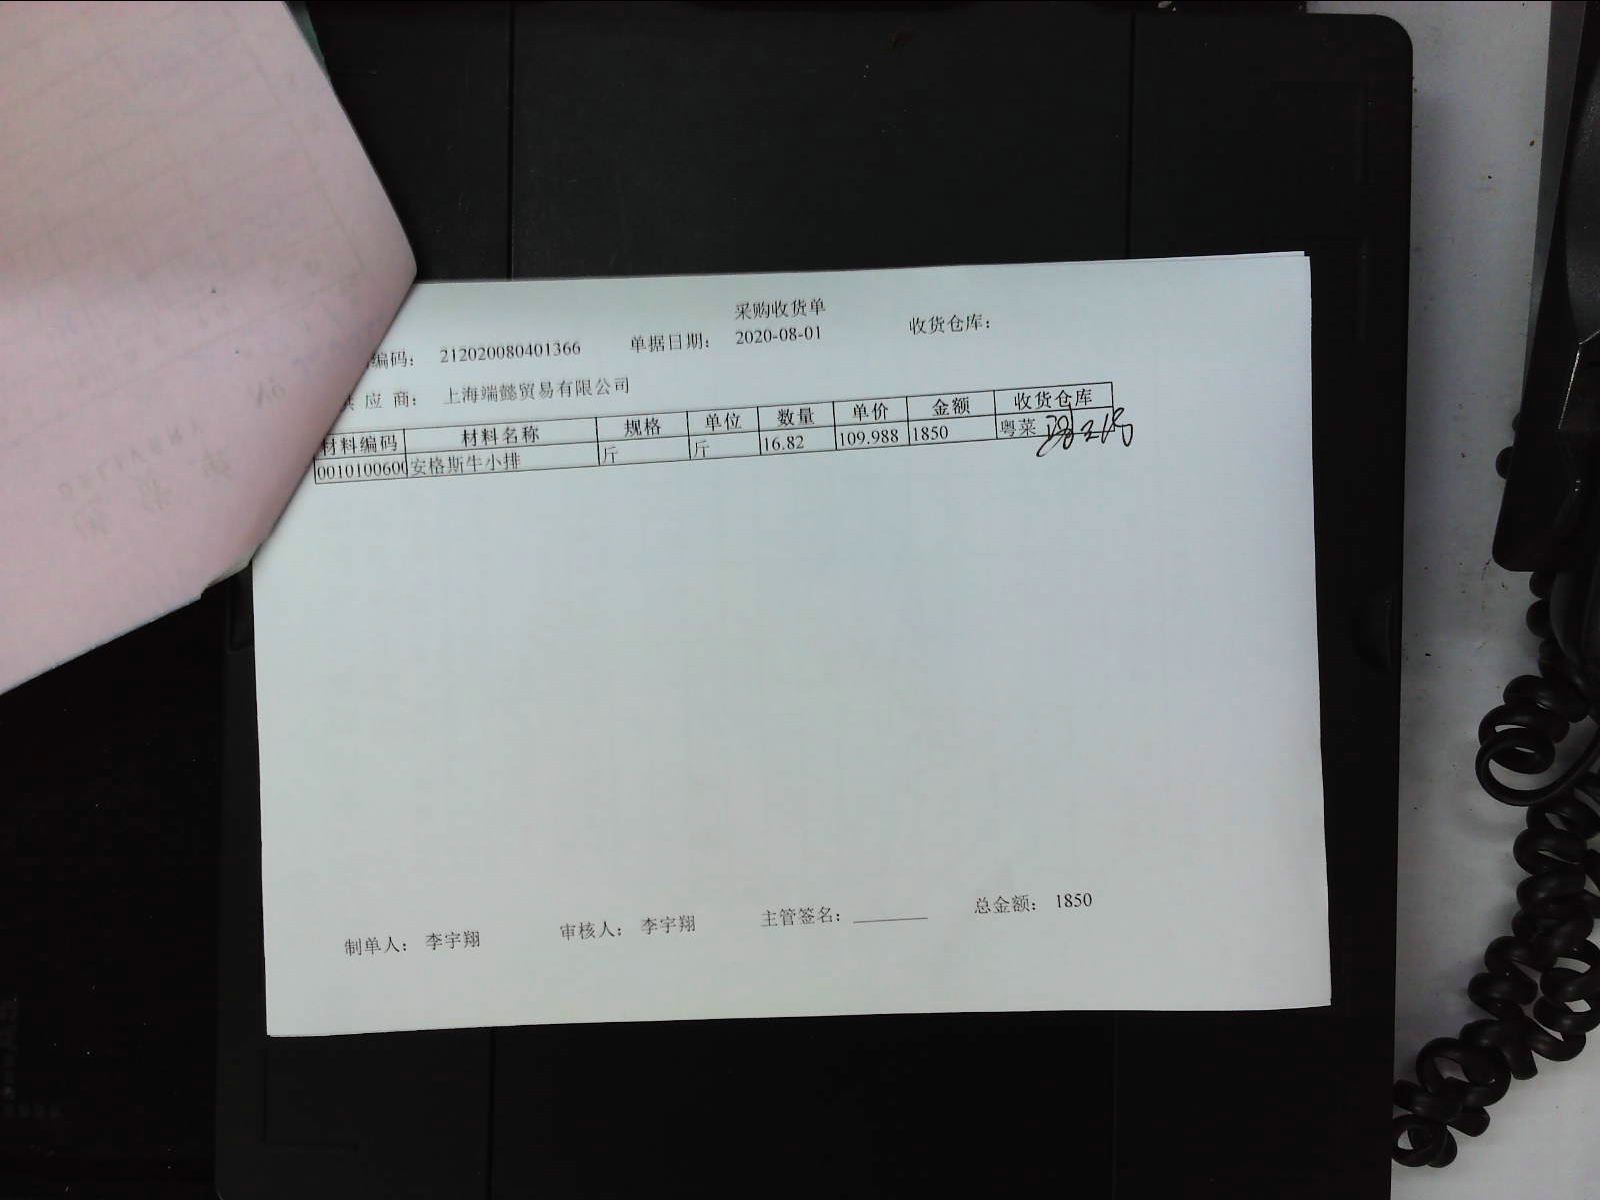 采购收货单
编码： 212020080401366 单据日期： 2020-08-01 收货仓库：
应 商： 上海端懿贸易有限公司
材料编码 材料名称 规格 单位 数量 单价 金额 收货仓库
0010100600 安格斯牛小排 斤 斤 16.82 109.988 1850 粤菜
制单人： 李宇翔 审核人： 李宇翔 主管签名： 总金额： 1850